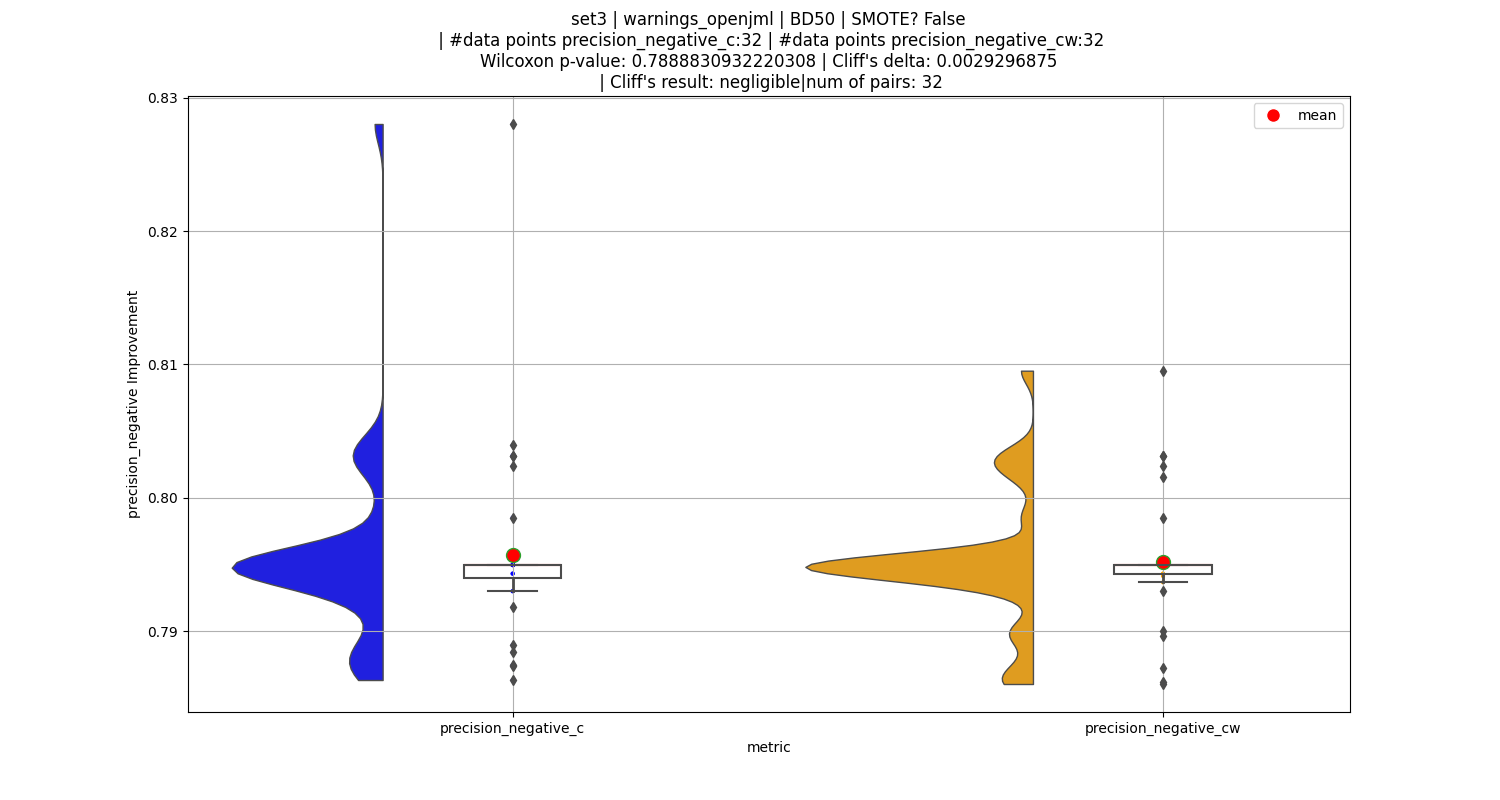 set3 | warnings_openjml | BD50 | SMOTE? False
| #data points precision_negative_c:32 | #data points precision_negative_cw:32
Wilcoxon p-value: 0.7888830932220308 | Cliff's delta: 0.0029296875
| Cliff's result: negligible|num of pairs: 32
mean
precision_negative Improvement
0.83
0.82
0.81
0.80
0.79
precision_negative_c
precision_negative_cw
metric